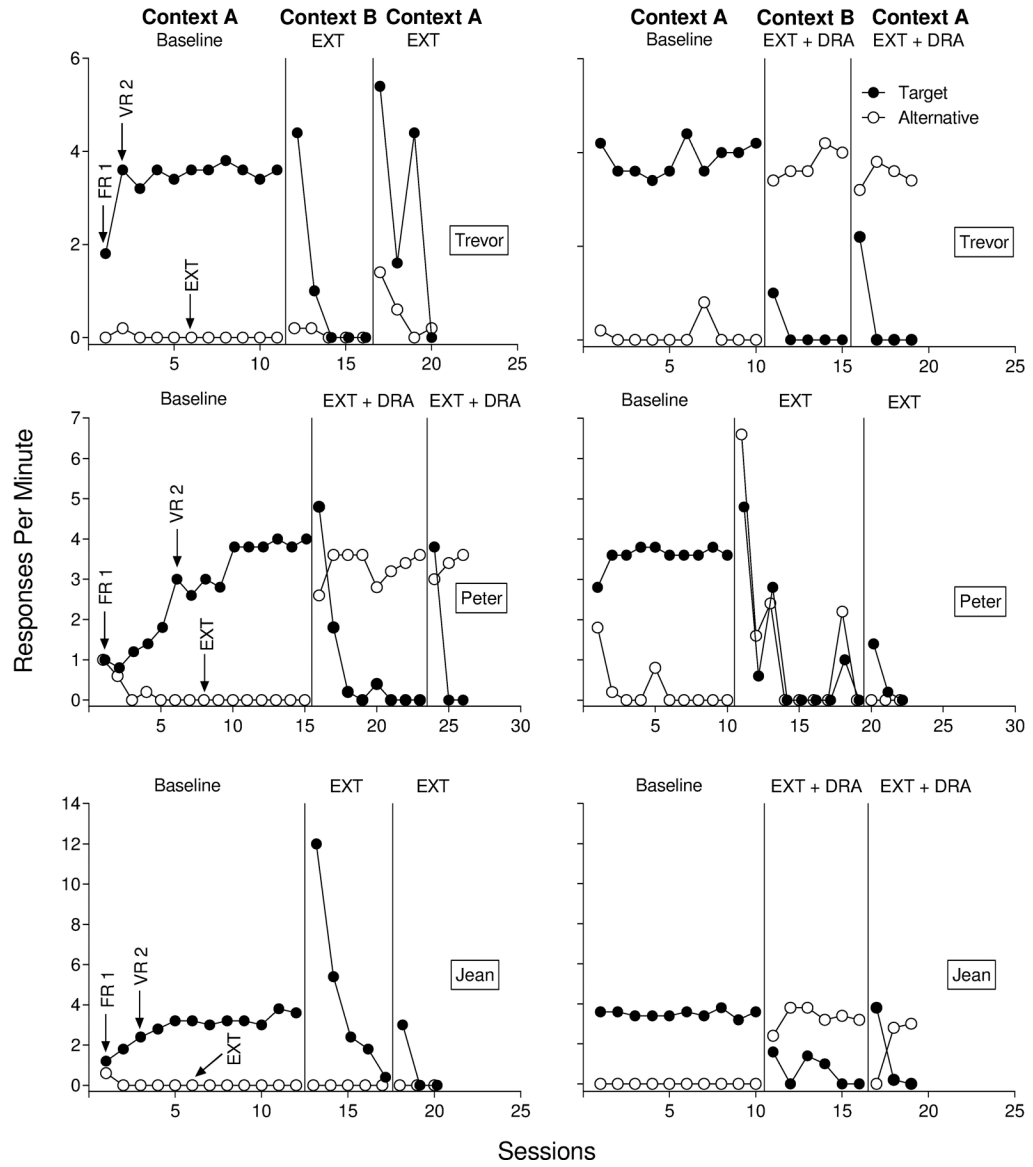 Context A Context B Context A Context A Context B Context A
Baseline EXT EXT Baseline EXT + DRA EXT + DRA
6
4
2
0
FR 1
VR 2
EXT
Trevor
5 10 15 20 25
Target
Alternative
Trevor
5 10 15 20 25
Baseline EXT + DRA EXT + DRA Baseline EXT EXT
7
6
5
4
3
2
1
0
FR 1
VR 2
EXT
Peter
5 10 15 20 25 30
Peter
5 10 15 20 25 30
Responses Per Minute
Baseline EXT EXT Baseline EXT + DRA EXT + DRA
14
12
10
8
6
4
2
0
FR 1
VR 2
EXT
Jean
5 10 15 20 25
Jean
5 10 15 20 25
Sessions